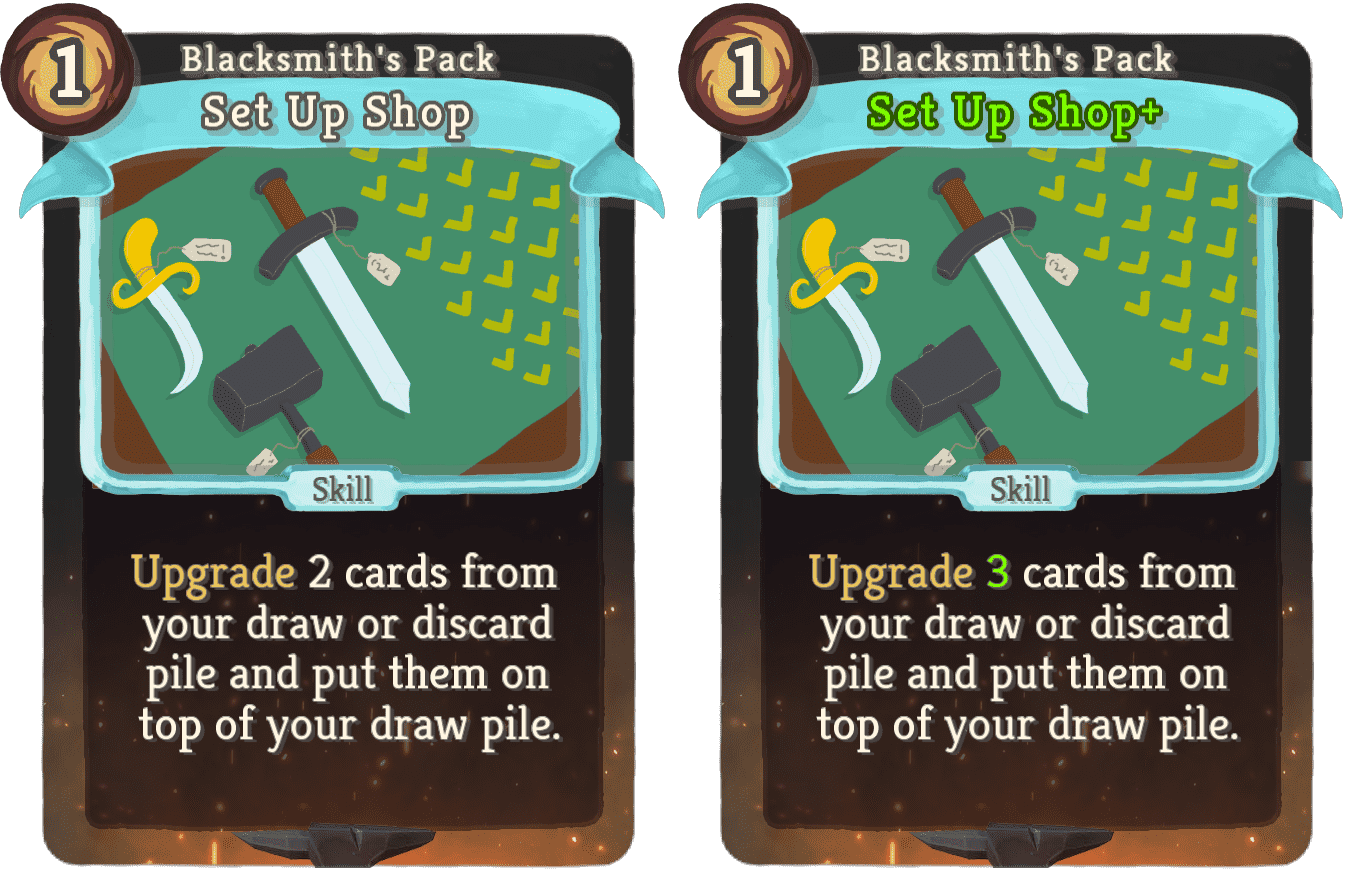 1
Blacksmith's Pack
Set Up Shop
Skill
Upgrade 2 cards from
your draw or discard
pile and put them on
top of your draw pile.
1
Blacksmith's Pack
Set Up Shop+
Skill
Upgrade 3 cards from
your draw or discard
pile and put them on
top of your draw pile.